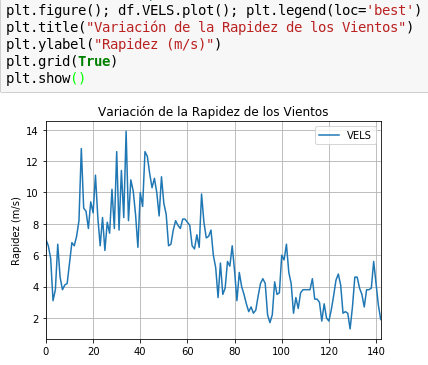 plt.figure(); df.VELS.plot(); plt.legend(loc='best')
plt.title("Variación de la Rapidez de los Vientos")
plt.ylabel("Rapidez (m/s)")
plt.grid(True)
plt.show()
Variación de la Rapidez de los Vientos
VELS
Rapidez (m/s)
14
12
10
8
6
4
2
0 20 40 60 80 100 120 140